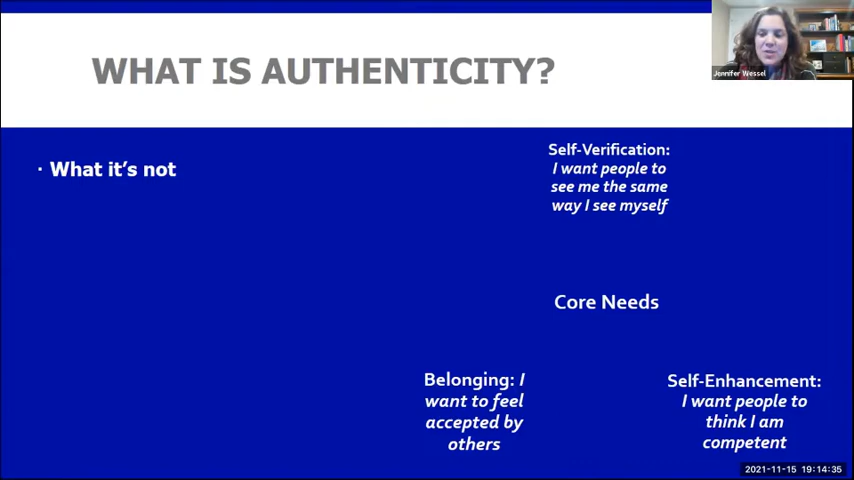 WHAT IS AUTHENTICITY?
Jennifer Wessel
· What it's not
Self-Verification:
I want people to
see me the same
way I see myself
Core Needs
Belonging: I
want to feel
accepted by
others
Self-Enhancement:
I want people to
think I am
competent
2021-11-15 19:14:35